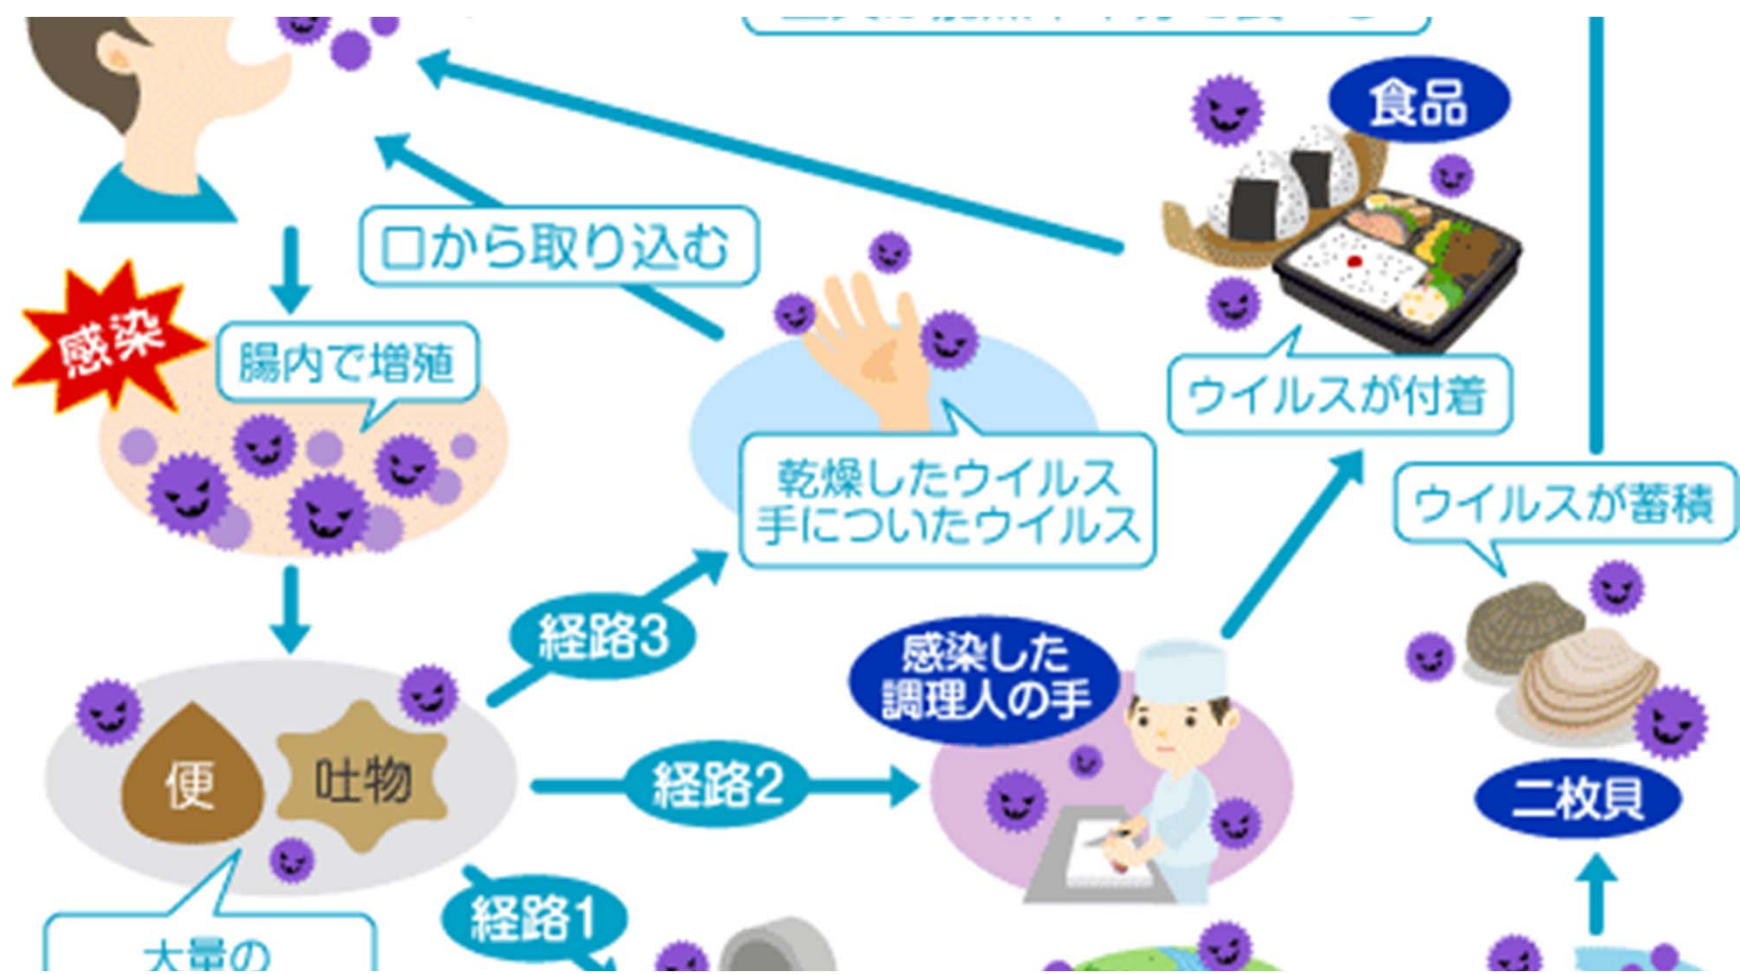 食品
口から取り込む
感染
腸内で増殖
ウイルスが付着
乾燥したウイルス
手についたウイルス
ウイルスが蓄積
経路3
感染した
調理人の手
便
吐物
経路2
二枚貝
経路1
大量の